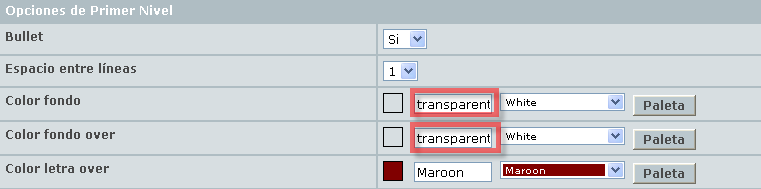 Opciones de Primer Nivel
Bullet Si
Espacio entre líneas 1
Color fondo transparent White Paleta
Color fondo over transparent White Paleta
Color letra over Maroon Maroon Paleta